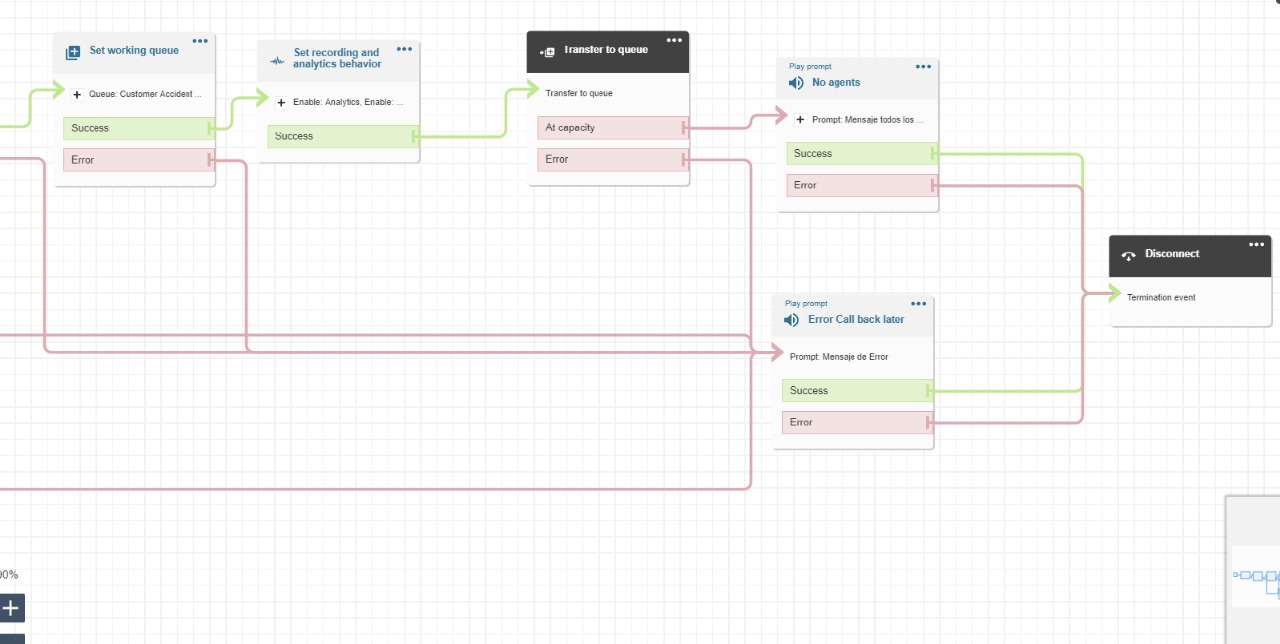 Set working queue
Queue: Customer Accident ...
Success
Error
Set recording and
analytics behavior
Enable: Analytics, Enable: ...
Success
Transfer to queue
Transfer to queue
At capacity
Error
Play prompt
No agents
Prompt: Mensaje todos los ...
Success
Error
Play prompt
Error Call back later
Prompt: Mensaje de Error
Success
Error
Disconnect
Termination event